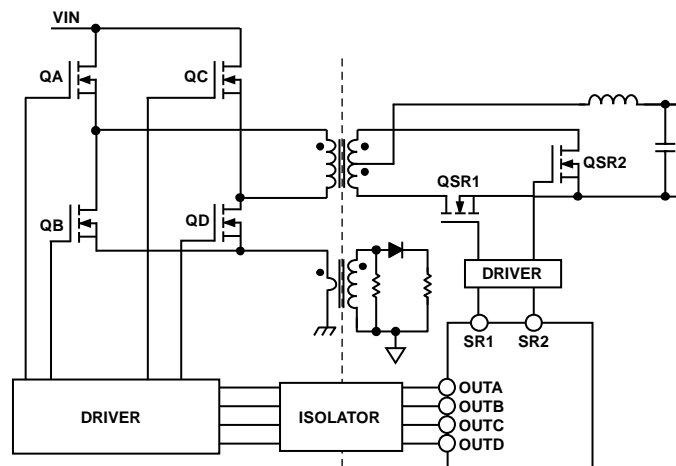 VIN
QA
QC
QSR2
QSR1
QB
QD
DRIVER
SR1
SR2
DRIVER
ISOLATOR
OUTA
OUTB
OUTC
OUTD